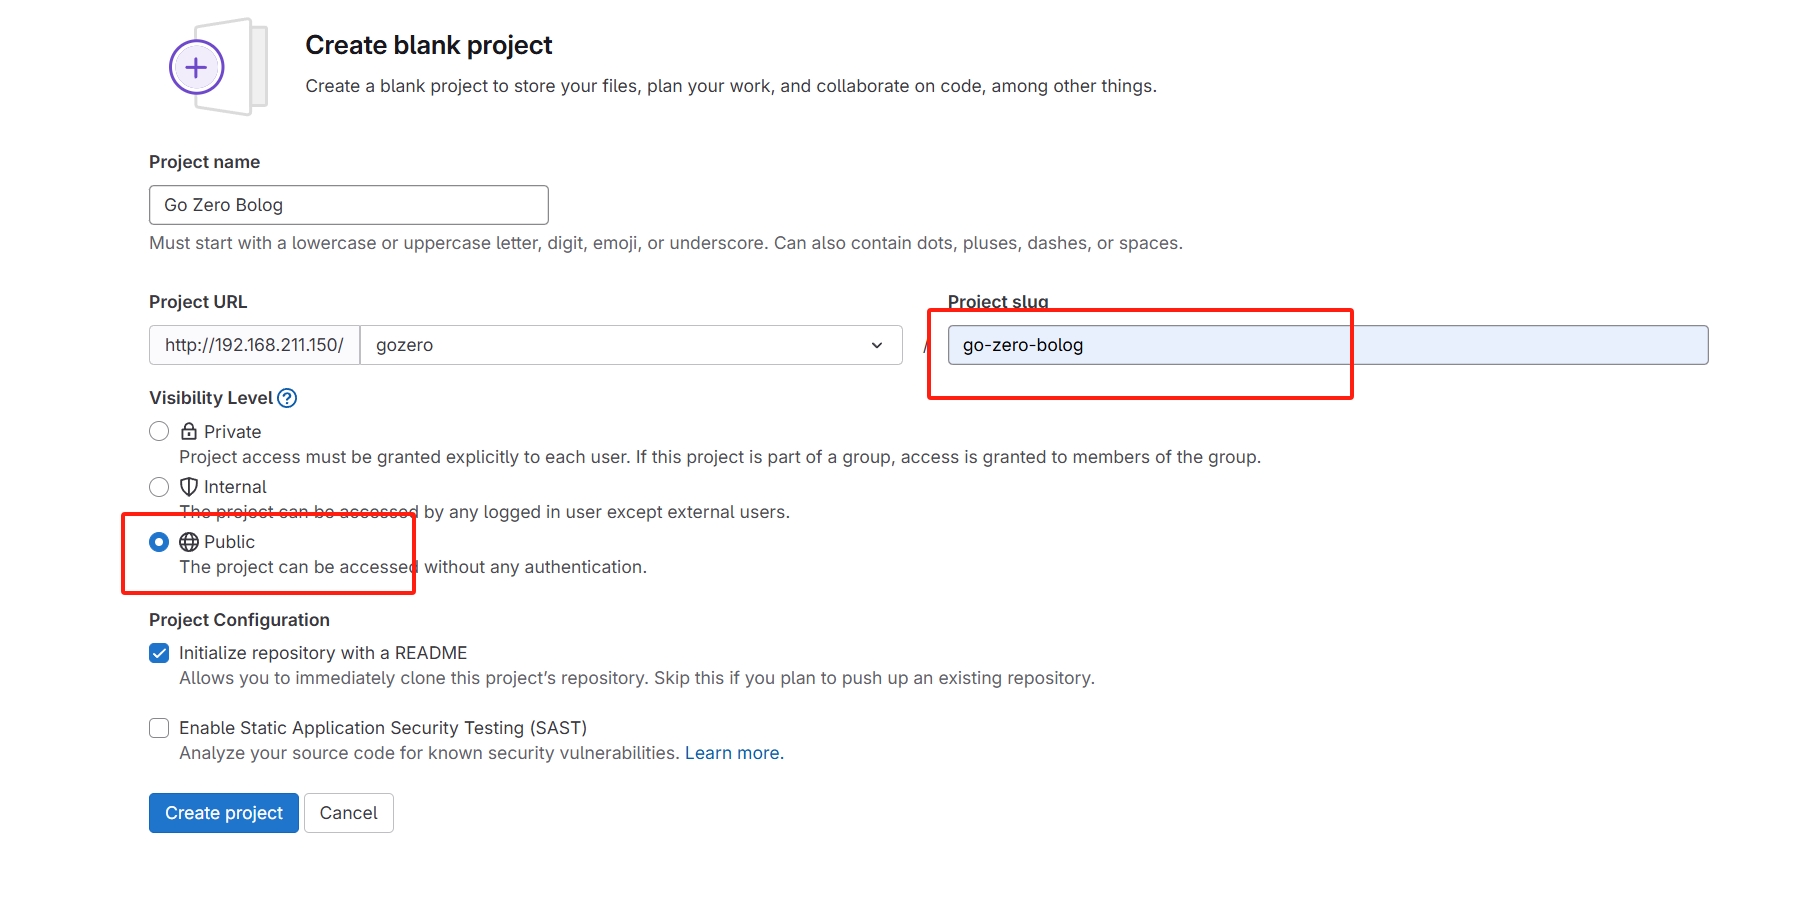 Create blank project
Create a blank project to store your files, plan your work, and collaborate on code, among other things.
Project name
Go Zero Bolog
Must start with a lowercase or uppercase letter, digit, emoji, or underscore. Can also contain dots, pluses, dashes, or spaces.
Project URL
Project slug
http://192.168.211.150/ gozero / go-zero-bolog
Visibility Level
Private
Project access must be granted explicitly to each user. If this project is part of a group, access is granted to members of the group.
Internal
The project can be accessed by any logged in user except external users.
Public
The project can be accessed without any authentication.
Project Configuration
Initialize repository with a README
Allows you to immediately clone this project’s repository. Skip this if you plan to push up an existing repository.
Enable Static Application Security Testing (SAST)
Analyze your source code for known security vulnerabilities. Learn more.
Create project Cancel